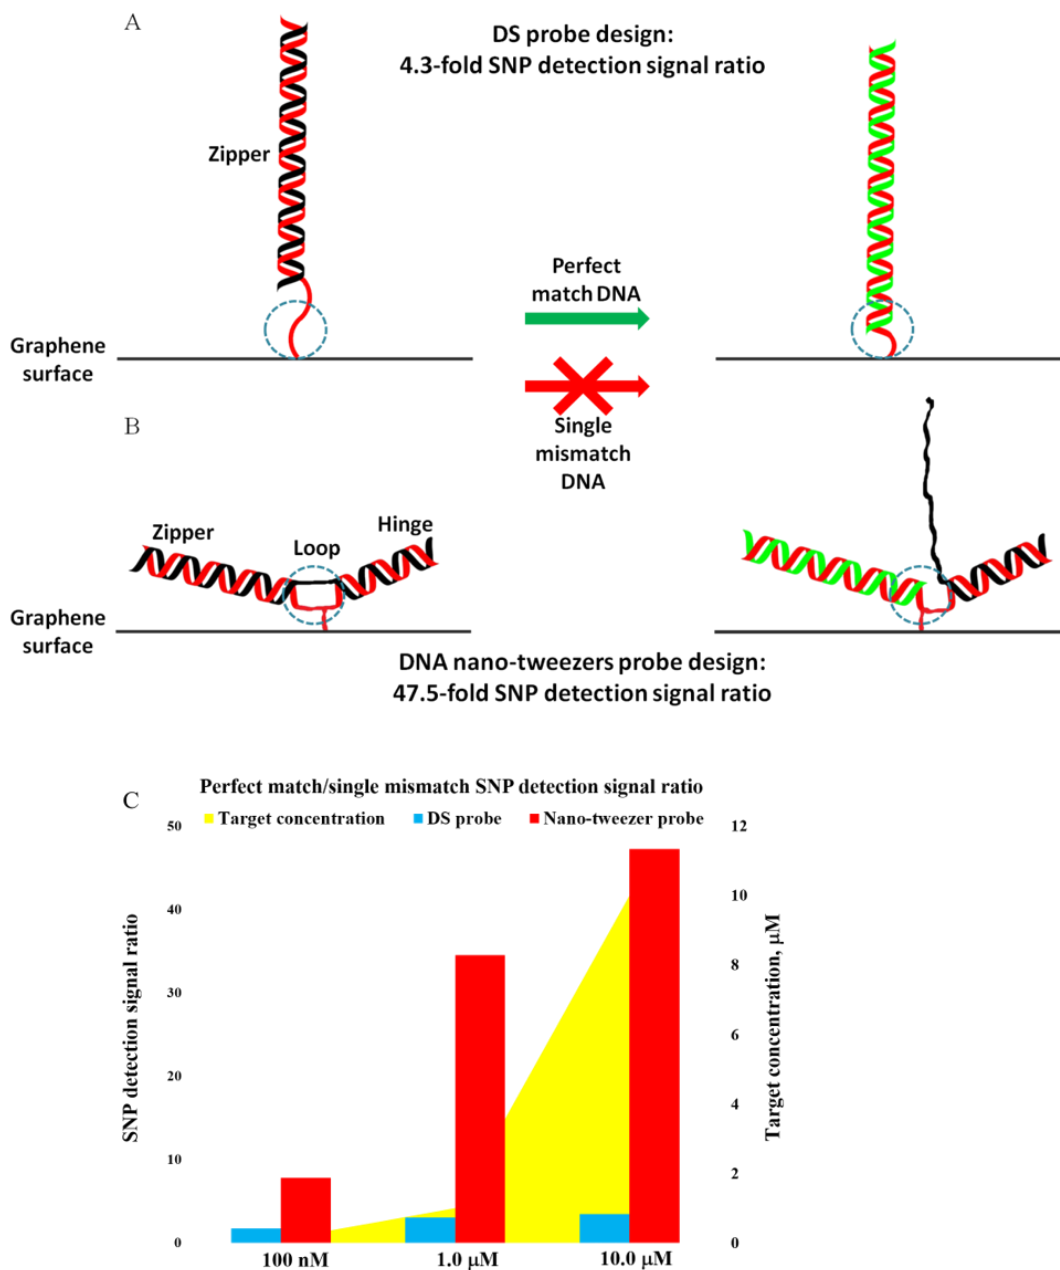 A
DS probe design:
4.3-fold SNP detection signal ratio
Zipper
Perfect
match DNA
Graphene
surface
B
Single
mismatch
DNA
Zipper
Loop
Hinge
Graphene
surface
DNA nano-tweezers probe design:
47.5-fold SNP detection signal ratio
C
Perfect match/single mismatch SNP detection signal ratio
Target concentration
DS probe
Nano-tweezer probe
SNP detection signal ratio
50
40
30
20
10
0
12
10
8
6
4
2
0
Target concentration, μM
100 nM
1.0 μM
10.0 μM